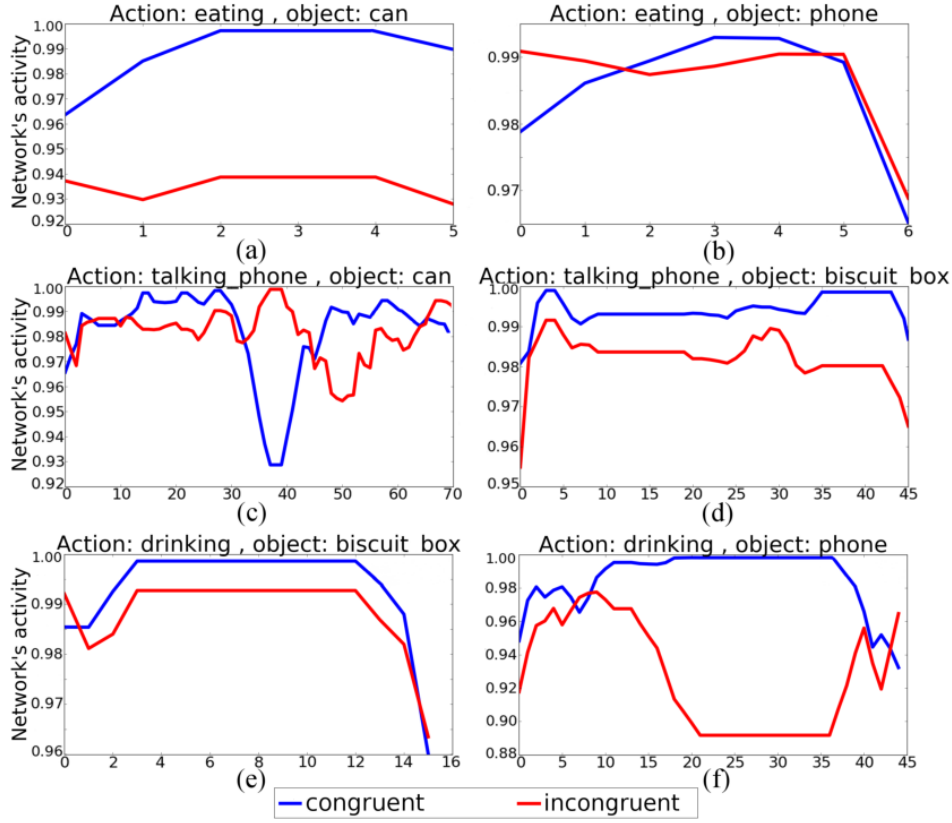 Action: eating , object: can
Action: eating , object: phone
Network's activity
1.00
0.99
0.98
0.97
0.96
0.95
0.94
0.93
0.92
0 1 2 3 4 5
(a)
0.99
0.98
0.97
0 1 2 3 4 5 6
(b)
Action: talking_phone , object: can
Action: talking_phone , object: biscuit_box
Network's activity
1.00
0.99
0.98
0.97
0.96
0.95
0.94
0.93
0.92
0 10 20 30 40 50 60 70
(c)
1.00
0.99
0.98
0.97
0.96
0.95
0 5 10 15 20 25 30 35 40 45
(d)
Action: drinking , object: biscuit_box
Action: drinking , object: phone
Network's activity
1.00
0.99
0.98
0.97
0.96
0 2 4 6 8 10 12 14 16
(e)
1.00
0.96
0.94
0.92
0.90
0.88
0 5 10 15 20 25 30 35 40 45
(f)
congruent
incongruent